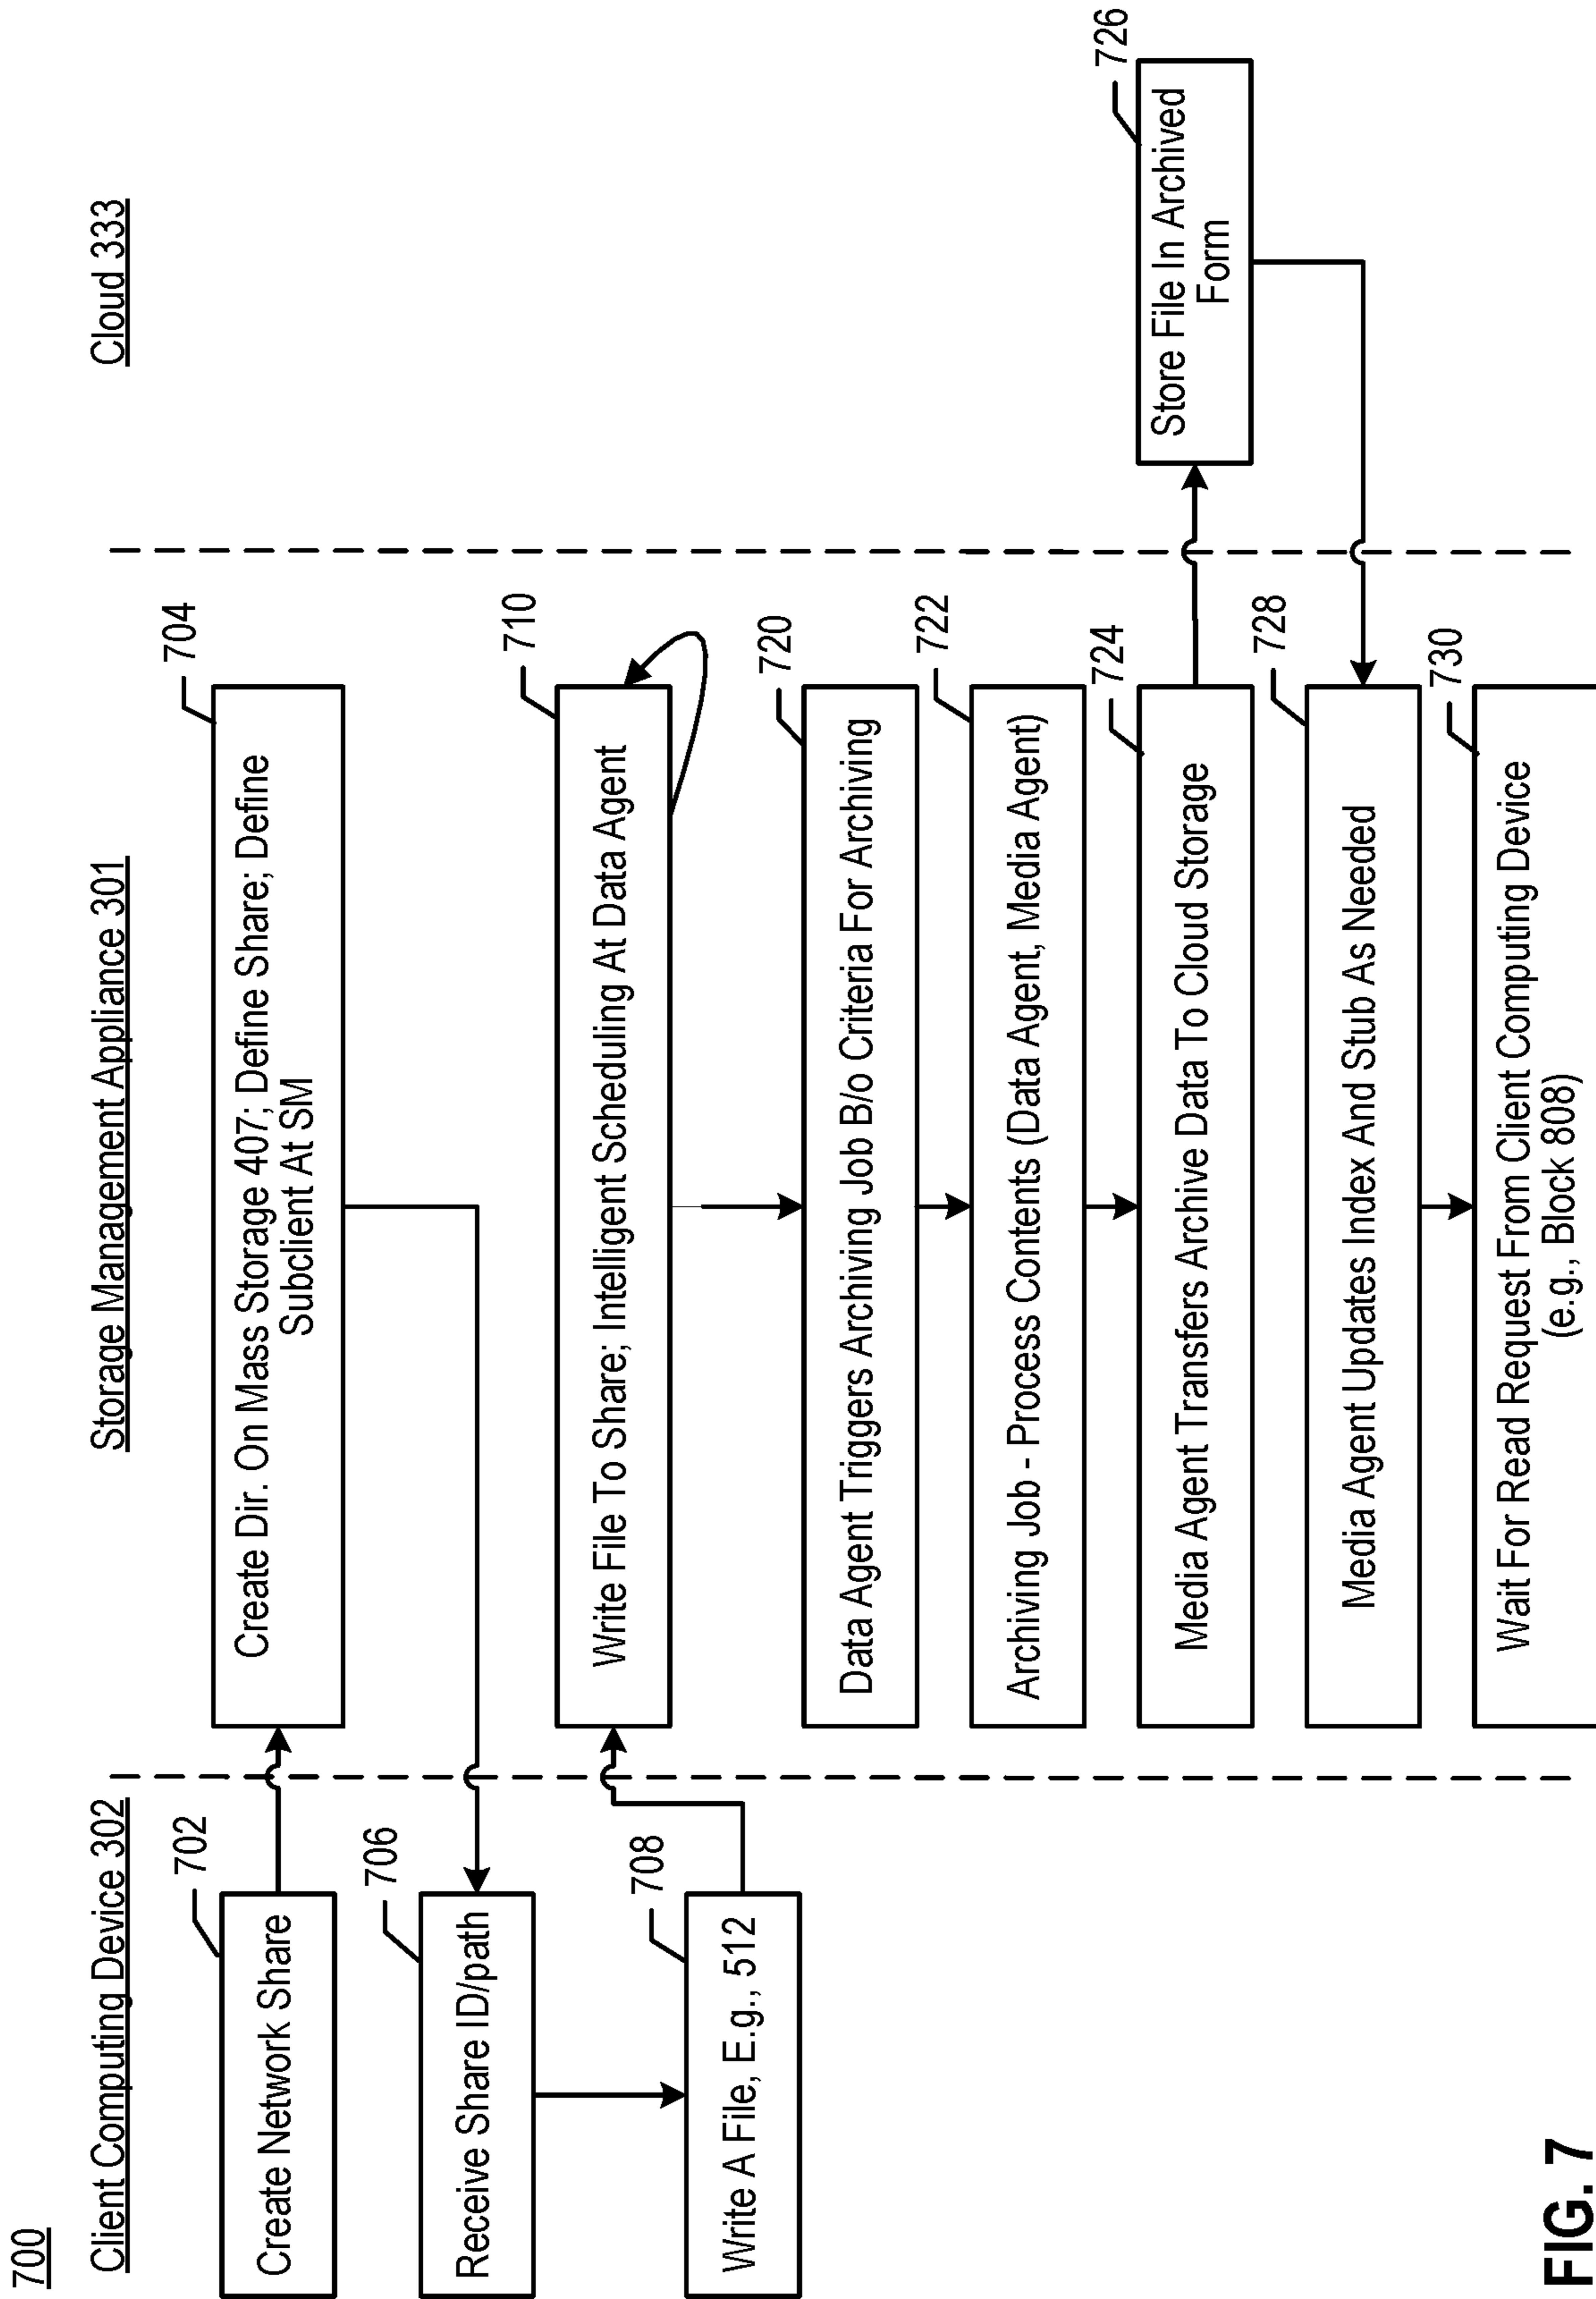 700
Client Computing Device 302
Storage Management Appliance 301
Cloud 333
702
Create Network Share
704
Create Dir. On Mass Storage 407; Define Share; Define
Subclient At SM
706
Receive Share ID/path
708
Write A File, E.g., 512
710
Write File To Share; Intelligent Scheduling At Data Agent
720
Data Agent Triggers Archiving Job B/o Criteria For Archiving
722
Archiving Job - Process Contents (Data Agent, Media Agent)
724
Media Agent Transfers Archive Data To Cloud Storage
726
Store File In Archived
Form
728
Media Agent Updates Index And Stub As Needed
730
Wait For Read Request From Client Computing Device
(e.g., Block 808)
FIG. 7